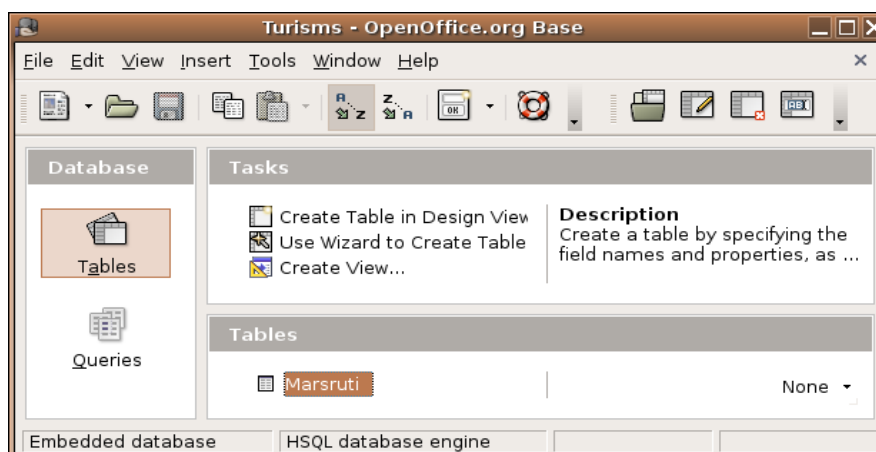 Turisms - OpenOffice.org Base
File Edit View Insert Tools Window Help
Database
Tasks
Tables
Queries
Create Table in Design View
Use Wizard to Create Table
Create View...
Description
Create a table by specifying the
field names and properties, as ...
Tables
Marsruti
None
Embedded database
HSQL database engine